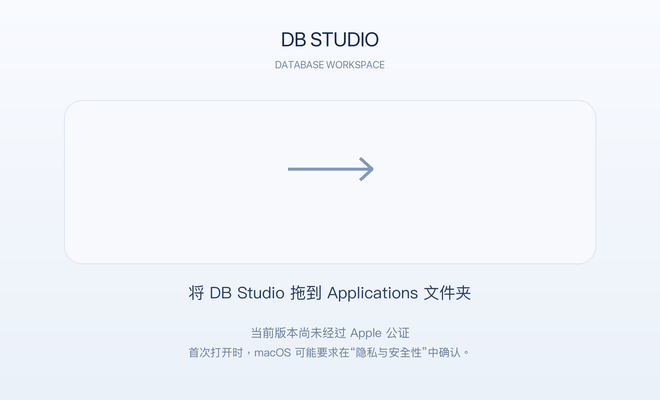 DB STUDIO
DATABASE WORKSPACE
将 DB Studio 拖到 Applications 文件夹
当前版本尚未经过 Apple 公证
首次打开时，macOS 可能要求在“隐私与安全性”中确认。